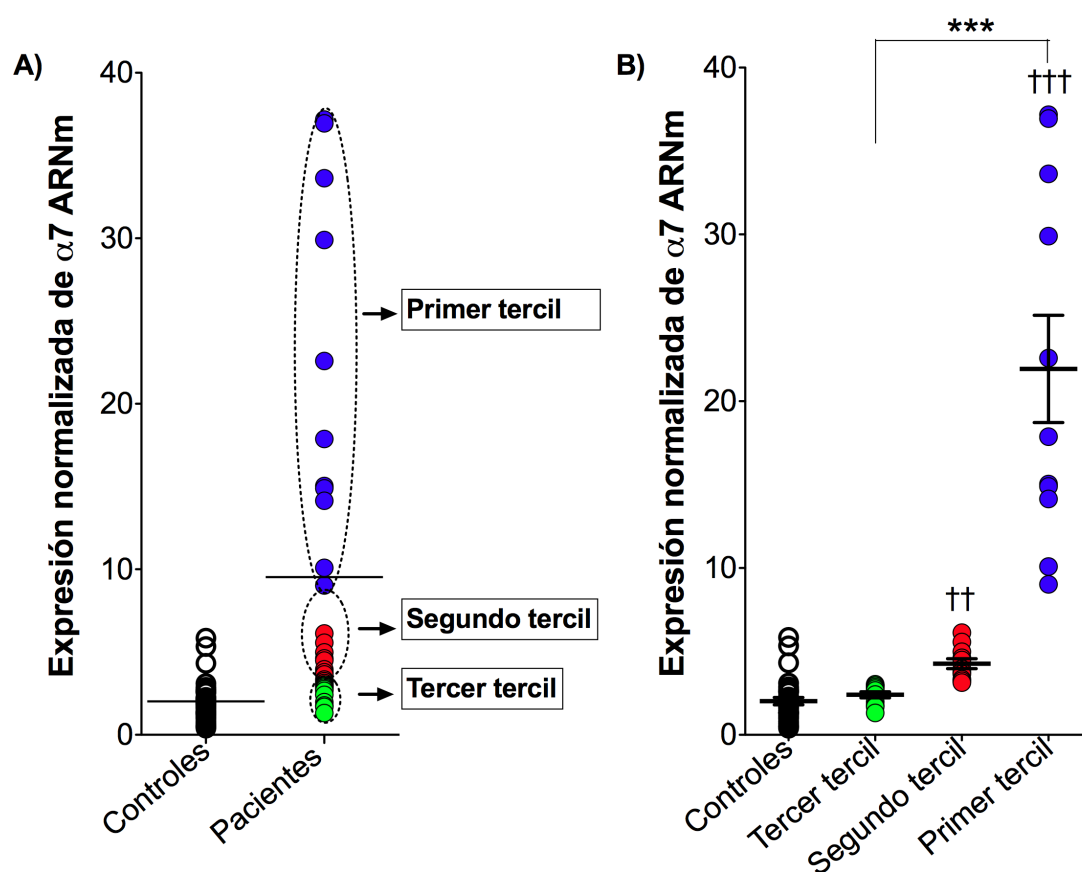 A)
Expresión normalizada de α7 ARNm
40
30
20
10
0
Primer tercil
Segundo tercil
Tercer tercil
Controles
Pacientes
B)
Expresión normalizada de α7 ARNm
40
30
20
10
0
***
†††
††
Controles
Tercer tercil
Segundo tercil
Primer tercil